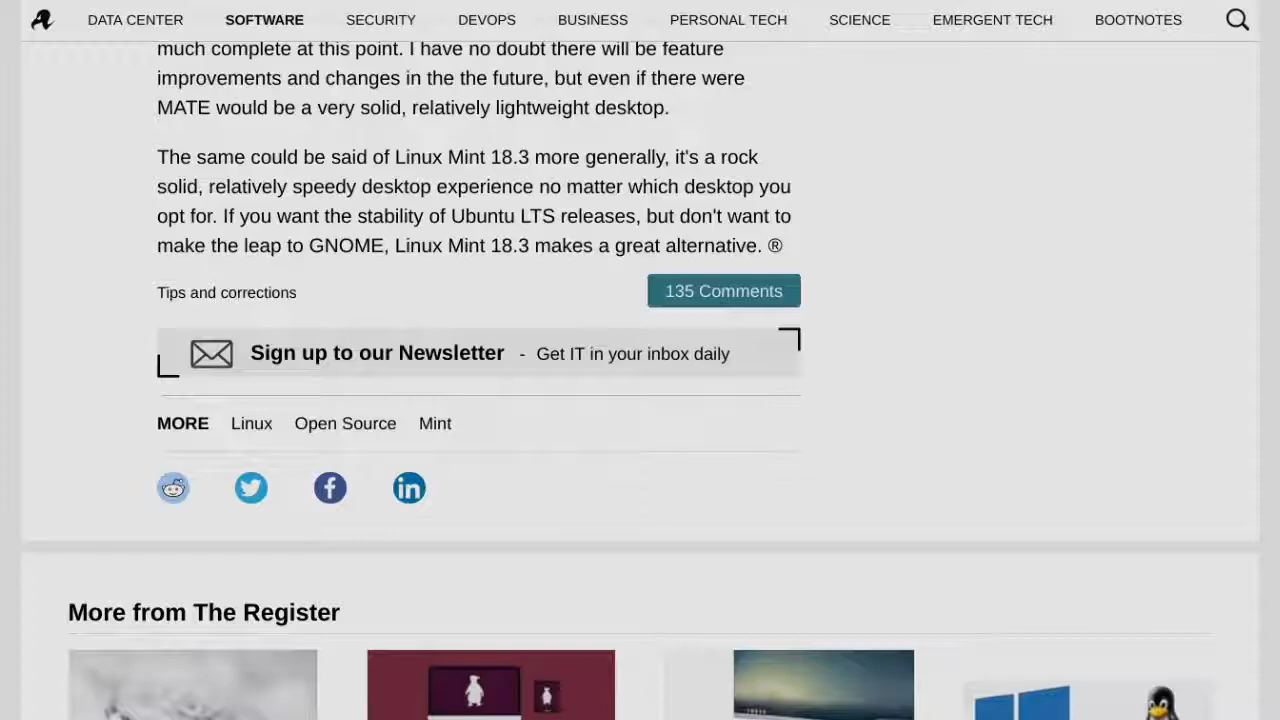 DATA CENTER SOFTWARE SECURITY DEVOPS BUSINESS PERSONAL TECH SCIENCE EMERGENT TECH BOOTNOTES
much complete at this point. I have no doubt there will be feature
improvements and changes in the the future, but even if there were
MATE would be a very solid, relatively lightweight desktop.
The same could be said of Linux Mint 18.3 more generally, it's a rock
solid, relatively speedy desktop experience no matter which desktop you
opt for. If you want the stability of Ubuntu LTS releases, but don't want to
make the leap to GNOME, Linux Mint 18.3 makes a great alternative. ®
Tips and corrections 135 Comments
Sign up to our Newsletter - Get IT in your inbox daily
MORE Linux Open Source Mint
More from The Register